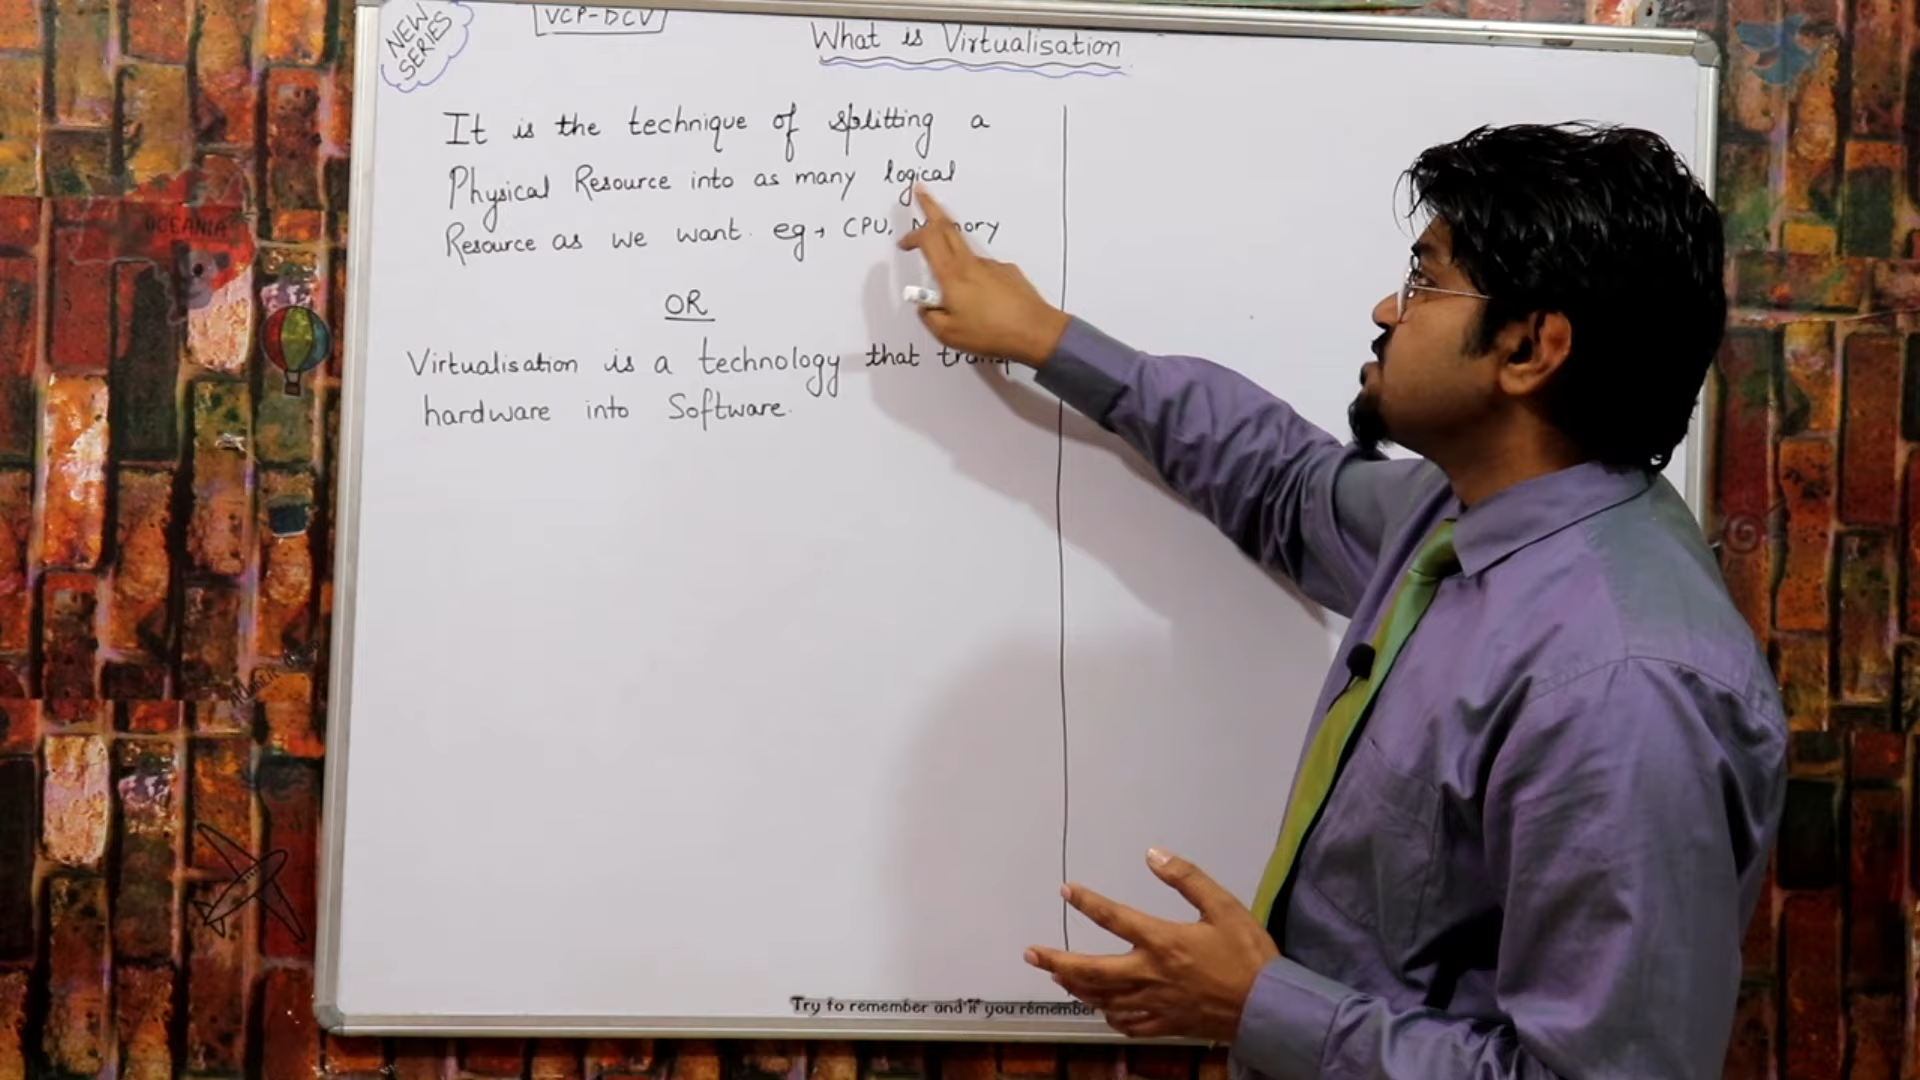 NEW
SERIES
VCP-DCV
What is Virtualisation
It is the technique of splitting a
Physical Resource into as many logical
Resource as we want. eg → CPU, Memory
OR
Virtualisation is a technology that
hardware into Software.
OCEANIA
Try to remember and if you remember